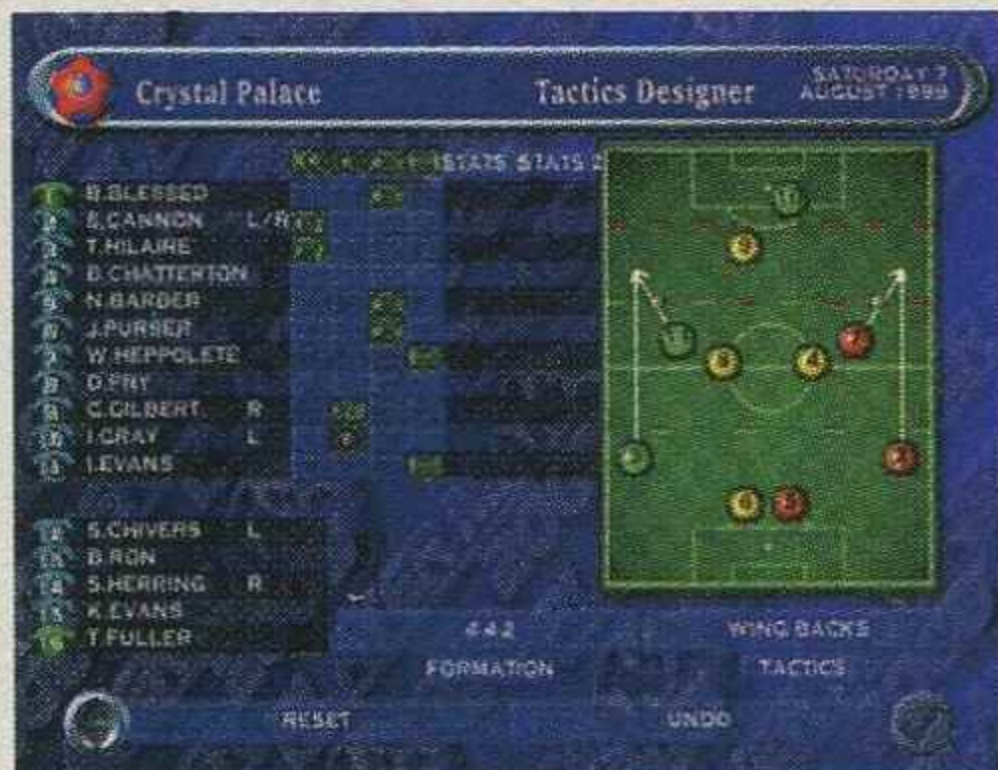 Crystal Palace Tactics Designer SATURDAY 7
AUGUST 1999
STATS STATS 2
B.BLESSED
S.CANNON L/R
T.HILAIRE
B.CHATTERTON
N.BARBER
J.PURSER
W.HEPPOLETE
D.FRY
G.GILBERT R
I.GRAY L
I.EVANS
S.CHIVERS L
B.RON
S.HERRING R
K.EVANS
T.FULLER
4.4.2 WING BACKS
FORMATION TACTICS
RESET UNDO